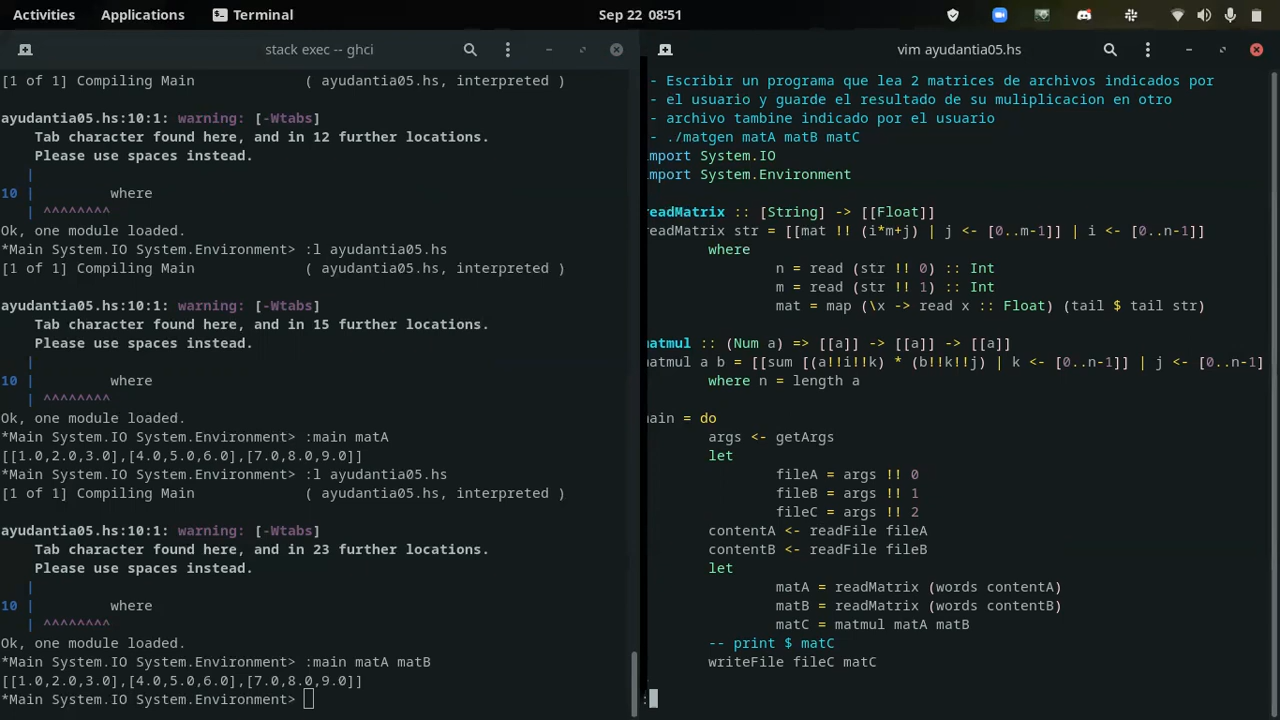 Activities Applications Terminal Sep 22 08:51
stack exec -- ghci
[1 of 1] Compiling Main ( ayudantia05.hs, interpreted )
ayudantia05.hs:10:1: warning: [-Wtabs]
Tab character found here, and in 12 further locations.
Please use spaces instead.
|
10 | where
| ^^^^^^^^
Ok, one module loaded.
*Main System.IO System.Environment> :l ayudantia05.hs
[1 of 1] Compiling Main ( ayudantia05.hs, interpreted )
ayudantia05.hs:10:1: warning: [-Wtabs]
Tab character found here, and in 15 further locations.
Please use spaces instead.
|
10 | where
| ^^^^^^^^
Ok, one module loaded.
*Main System.IO System.Environment> :main matA
[[1.0,2.0,3.0],[4.0,5.0,6.0],[7.0,8.0,9.0]]
*Main System.IO System.Environment> :l ayudantia05.hs
[1 of 1] Compiling Main ( ayudantia05.hs, interpreted )
ayudantia05.hs:10:1: warning: [-Wtabs]
Tab character found here, and in 23 further locations.
Please use spaces instead.
|
10 | where
| ^^^^^^^^
Ok, one module loaded.
*Main System.IO System.Environment> :main matA matB
[[1.0,2.0,3.0],[4.0,5.0,6.0],[7.0,8.0,9.0]]
*Main System.IO System.Environment>
vim ayudantia05.hs
- Escribir un programa que lea 2 matrices de archivos indicados por
- el usuario y guarde el resultado de su muliplicacion en otro
- archivo tambine indicado por el usuario
- ./matgen matA matB matC
import System.IO
import System.Environment
readMatrix :: [String] -> [[Float]]
readMatrix str = [[mat !! (i*m+j) | j <- [0..m-1]] | i <- [0..n-1]]
where
n = read (str !! 0) :: Int
m = read (str !! 1) :: Int
mat = map (\x -> read x :: Float) (tail $ tail str)
matmul :: (Num a) => [[a]] -> [[a]] -> [[a]]
matmul a b = [[sum [(a!!i!!k) * (b!!k!!j) | k <- [0..n-1]] | j <- [0..n-1]
where n = length a
main = do
args <- getArgs
let
fileA = args !! 0
fileB = args !! 1
fileC = args !! 2
contentA <- readFile fileA
contentB <- readFile fileB
let
matA = readMatrix (words contentA)
matB = readMatrix (words contentB)
matC = matmul matA matB
-- print $ matC
writeFile fileC matC
: